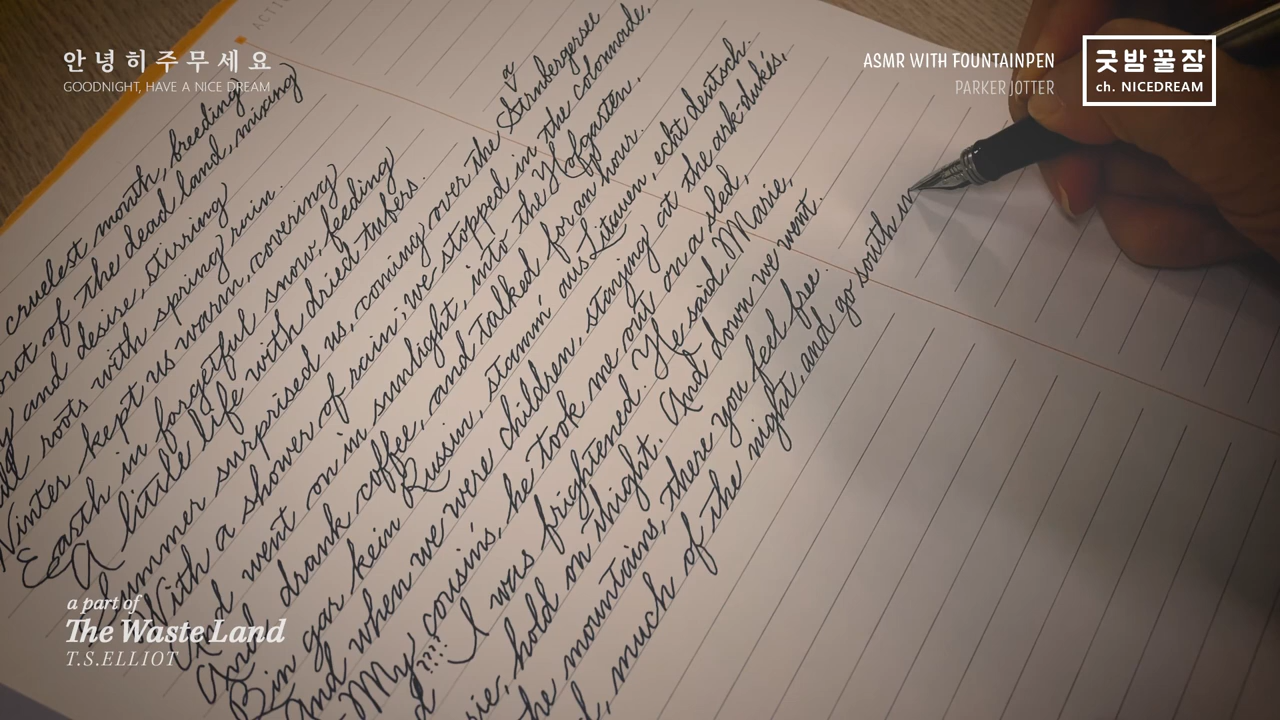 안녕히주무세요
GOODNIGHT, HAVE A NICE DREAM
ASMR WITH FOUNTAINPEN
PARKER JOTTER
굿밤꿀잠
ch. NICEDREAM
cruelest month, breeding
out of the dead land, mixing
and desire, stirring
roots with spring rain.
Winter kept us warm, covering
Earth in forgetful snow, feeding
A little life with dried tubers.
Summer surprised us, coming over the Starnbergersee
With a shower of rain; we stopped in the colonnade,
And went on in sunlight, into the Hofgarten,
And drank coffee, and talked for an hour.
Bin gar kein Russin, stamm' aus Litauen, echt deutsch.
And when we were children, staying at the ark-duke's,
My cousin's, he took me out on a sled,
??? I was frightened. He said, Marie,
hold on thight. And down we went.
the mountains, there you feel free.
much of the night, and go south in
a part of
The Waste Land
T.S.ELLIOT